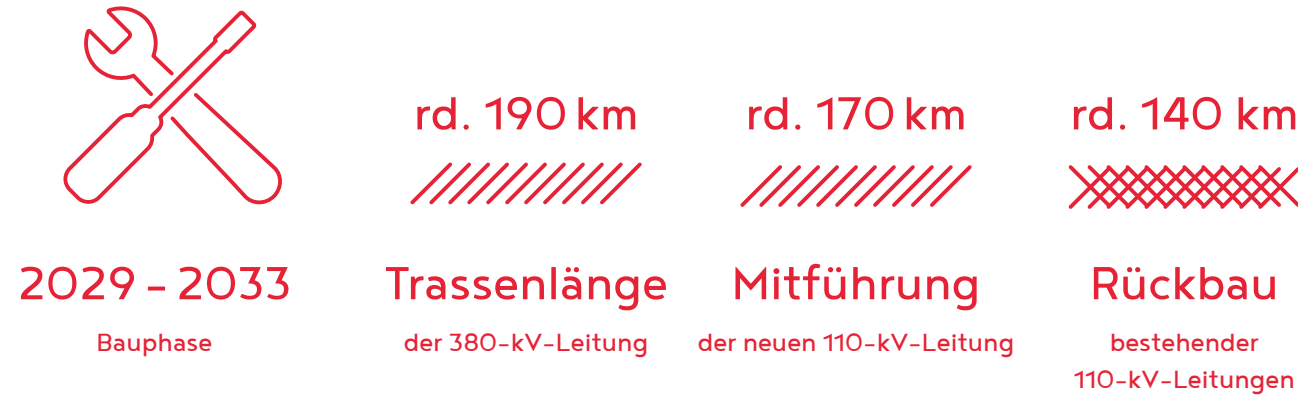 rd. 190 km
rd. 170 km
rd. 140 km
2029 – 2033
Bauphase
Trassenlänge
der 380-kV-Leitung
Mitführung
der neuen 110-kV-Leitung
Rückbau
bestehender
110-kV-Leitungen